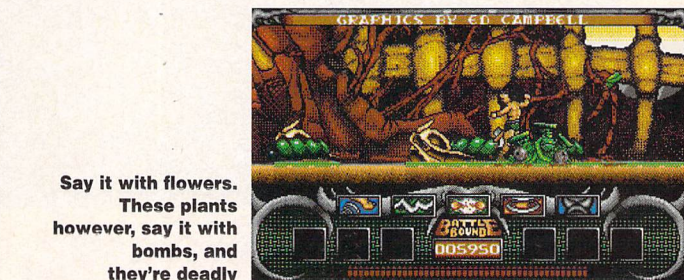 GRAPHICS BY ED CAMPBELL
Say it with flowers.
These plants
however, say it with
bombs, and
they're deadly
BATTLE
BOUND
005950